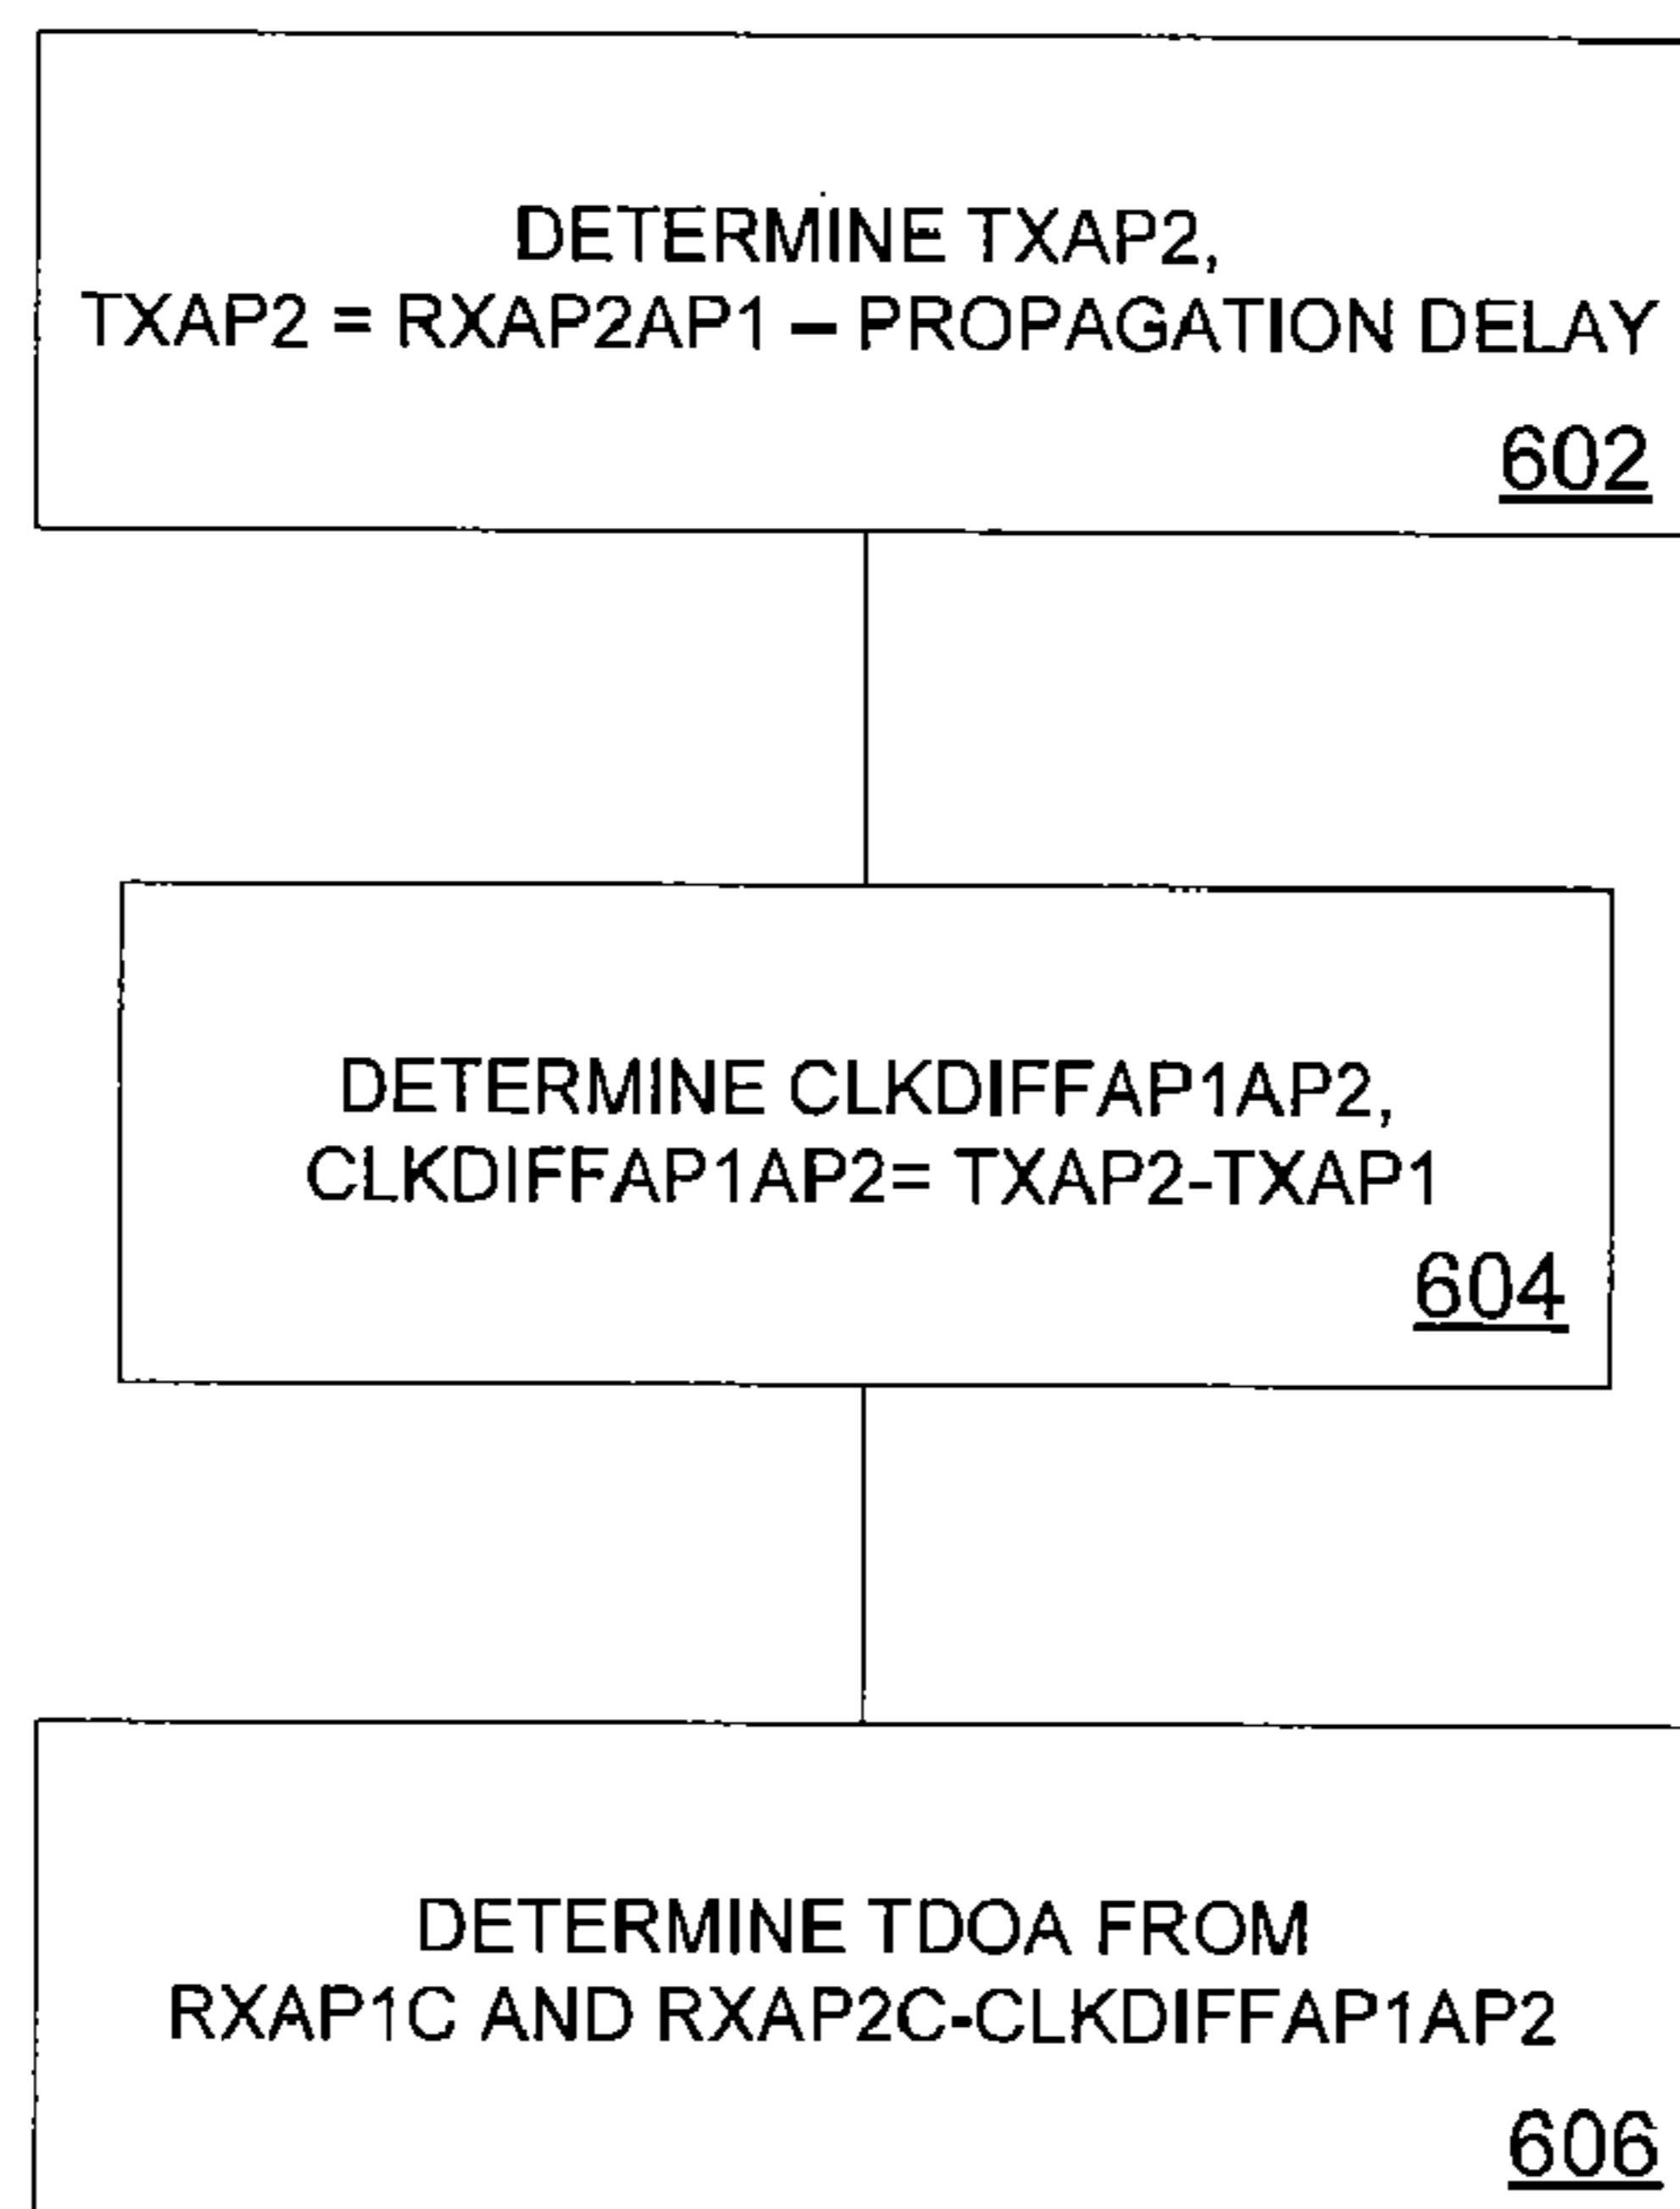 DETERMINE TXAP2,
TXAP2 = RXAP2AP1 – PROPAGATION DELAY
602
DETERMINE CLKDIFFAP1AP2,
CLKDIFFAP1AP2= TXAP2-TXAP1
604
DETERMINE TDOA FROM
RXAP1C AND RXAP2C-CLKDIFFAP1AP2
606